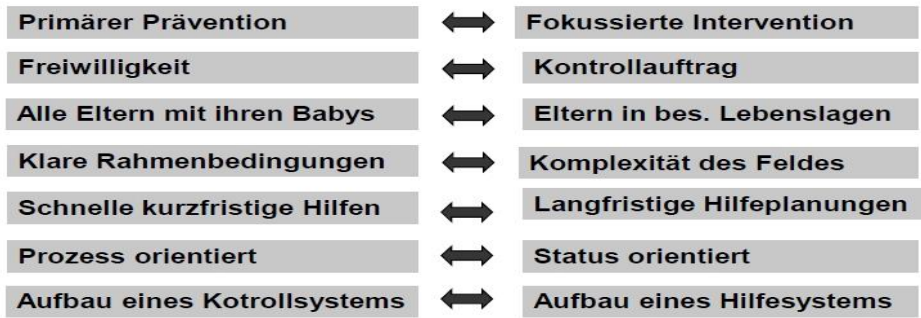 Primärer Prävention Fokussierte Intervention
Freiwilligkeit Kontrollauftrag
Alle Eltern mit ihren Babys Eltern in bes. Lebenslagen
Klare Rahmenbedingungen Komplexität des Feldes
Schnelle kurzfristige Hilfen Langfristige Hilfeplanungen
Prozess orientiert Status orientiert
Aufbau eines Kotrollsystems Aufbau eines Hilfesystems